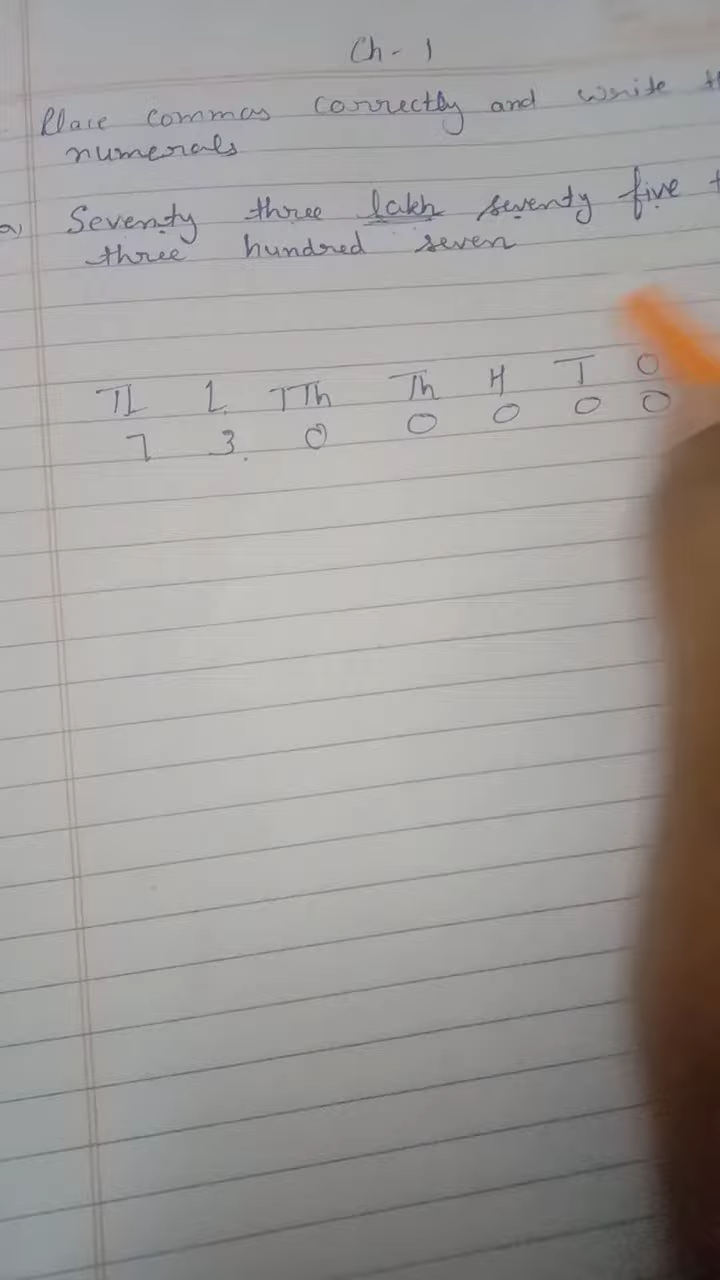 Ch - 1
Place commas correctly and write
numerals
a) Seventy three lakh seventy five
three hundred seven
TL L TTh Th H T O
7 3 0 0 0 0 0